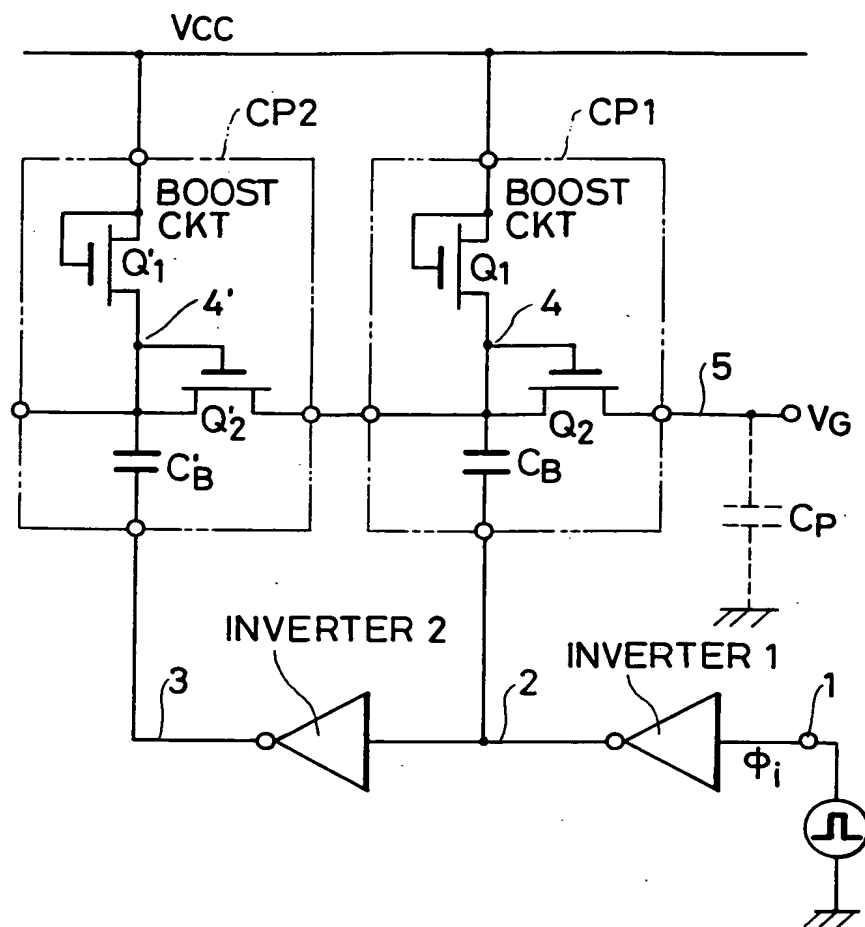 VCC
CP2
CP1
BOOST
CKT
BOOST
CKT
Q'1
Q1
4'
4
5
Q'2
Q2
VG
C'B
CB
CP
INVERTER 2
INVERTER 1
3
2
1
Φi